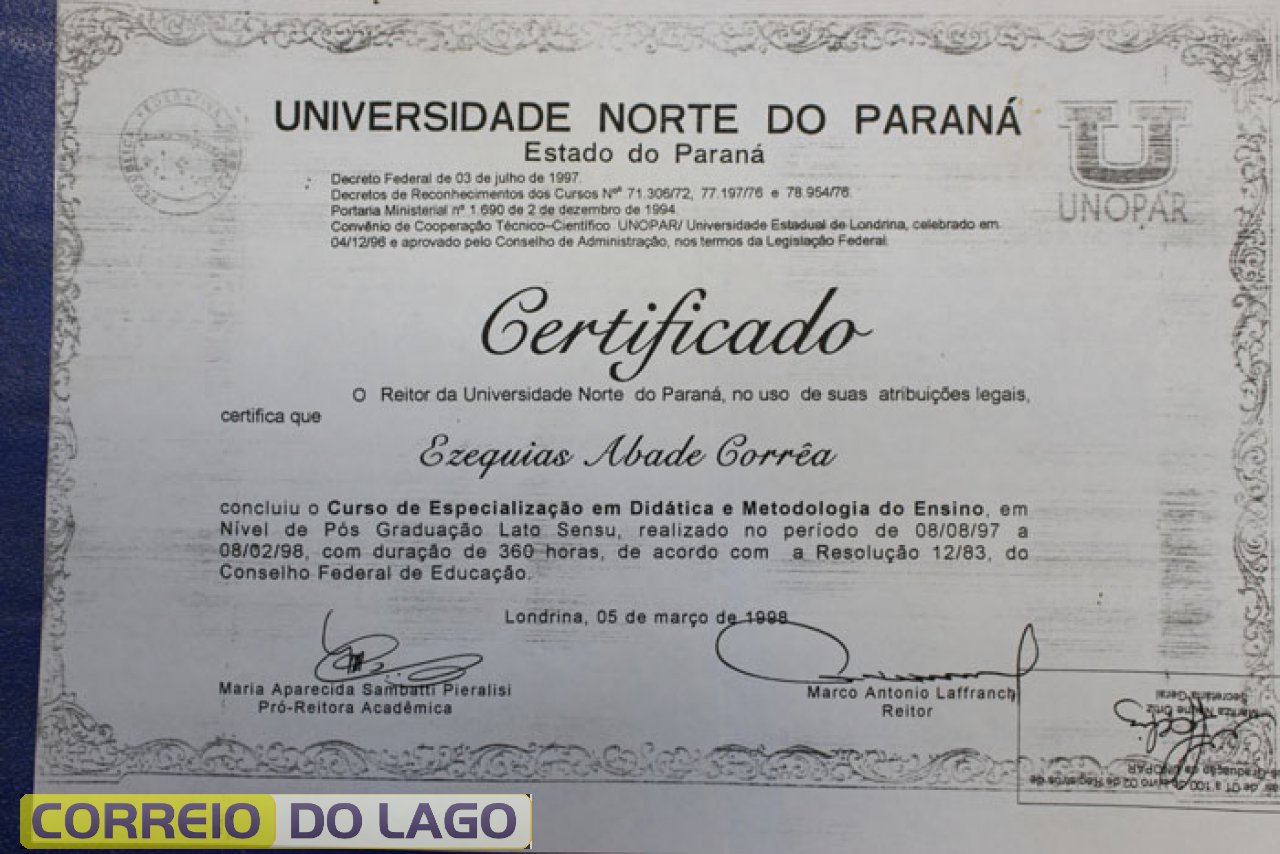 UNIVERSIDADE NORTE DO PARANÁ
Estado do Paraná
UNOPAR
Decreto Federal de 03 de julho de 1997.
Decretos de Reconhecimentos dos Cursos Nºs 71.306/72, 77.197/76 e 78.954/76.
Portaria Ministerial nº 1.690 de 2 de dezembro de 1994.
Convênio de Cooperação Técnico-Científico UNOPAR/ Universidade Estadual de Londrina, celebrado em
04/12/96 e aprovado pelo Conselho de Administração, nos termos da Legislação Federal.
Certificado
O Reitor da Universidade Norte do Paraná, no uso de suas atribuições legais,
certifica que
Ezequias Abade Corrêa
concluiu o Curso de Especialização em Didática e Metodologia do Ensino, em
Nível de Pós Graduação Lato Sensu, realizado no período de 08/08/97 a
08/02/98, com duração de 360 horas, de acordo com a Resolução 12/83, do
Conselho Federal de Educação.
Londrina, 05 de março de 1998
Maria Aparecida Sambatti Pieralisi
Pró-Reitora Acadêmica
Marco Antonio Laffranchi
Reitor
Secretária Geral
CORREIO DO LAGO